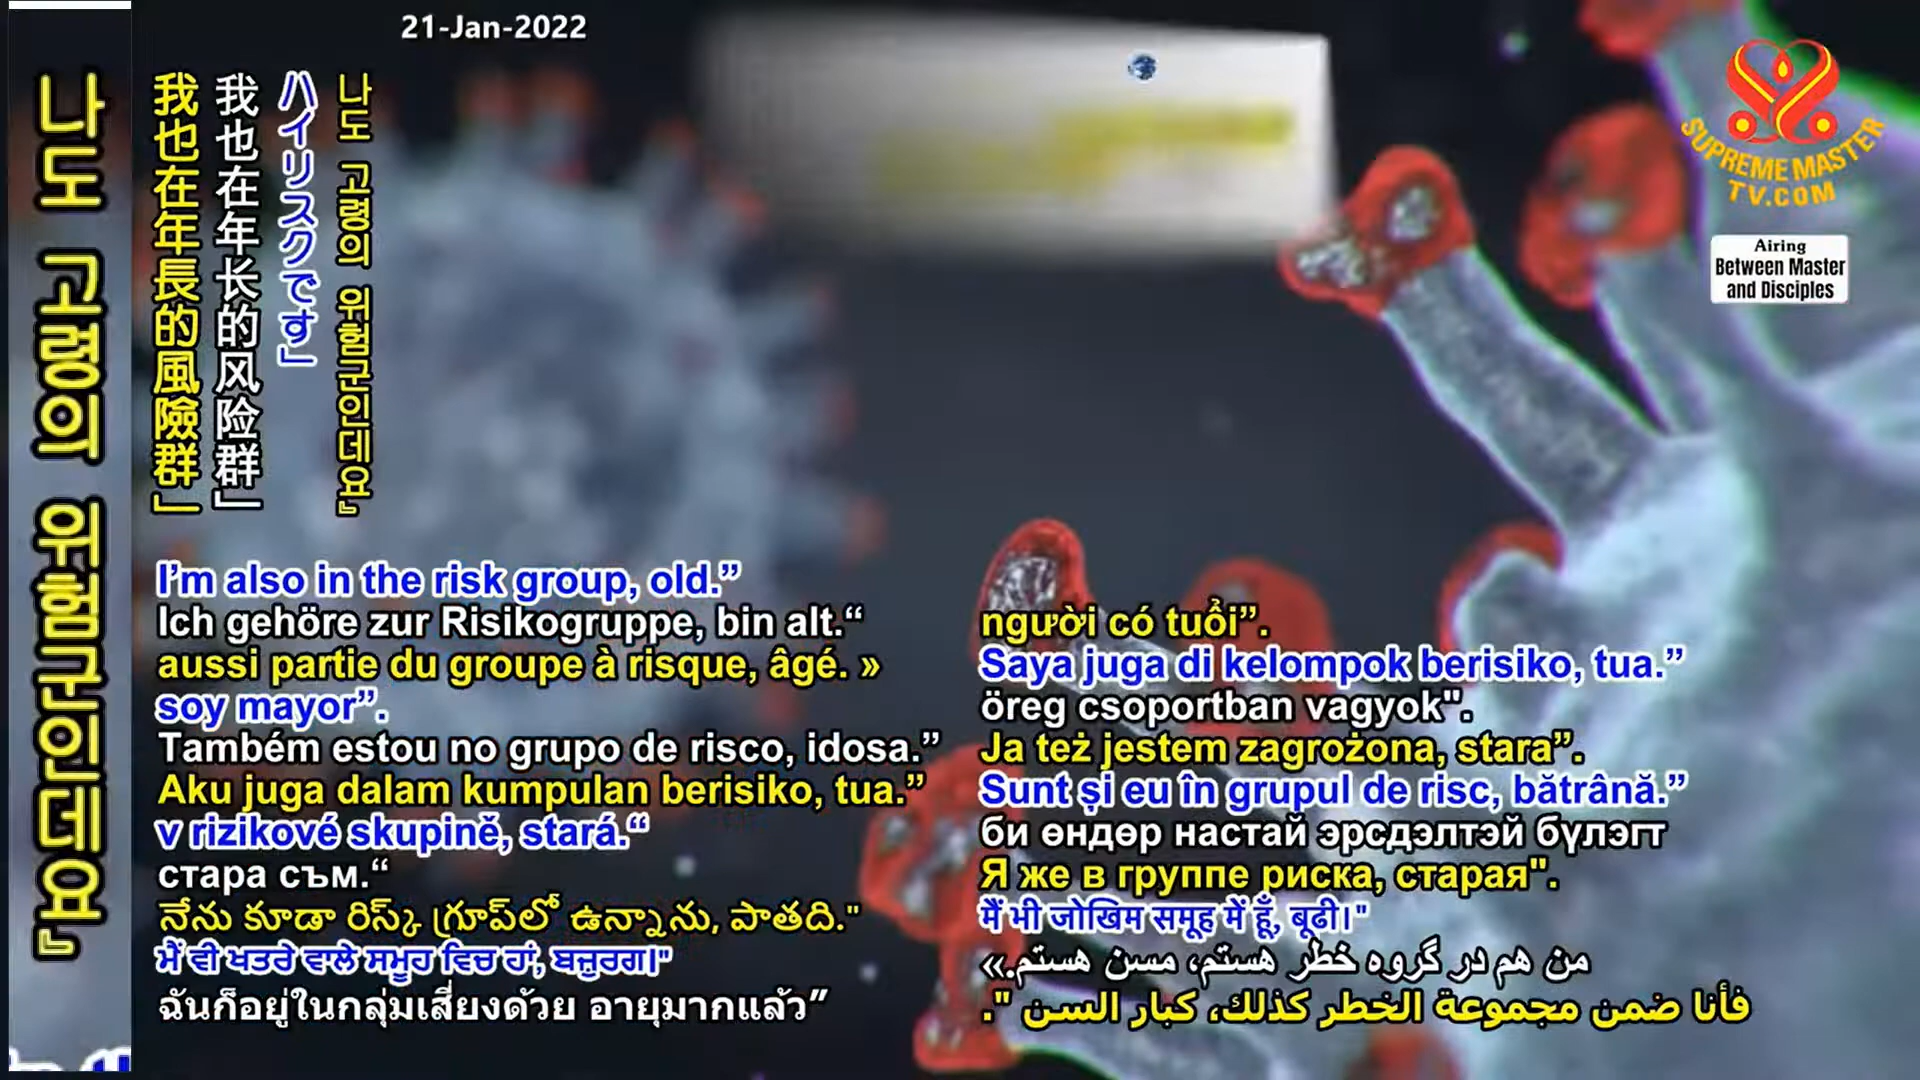 21-Jan-2022
나도 고령의 위험군인데요』
我也在年長的風險群」
我也在年长的风险群」
ハイリスクです」
나도 고령의 위험군인데요』
SUPREME MASTER
TV.COM
Airing
Between Master
and Disciples
I’m also in the risk group, old.”
Ich gehöre zur Risikogruppe, bin alt.“
aussi partie du groupe à risque, âgé. »
soy mayor”.
Também estou no grupo de risco, idosa.”
Aku juga dalam kumpulan berisiko, tua.”
v rizikové skupině, stará.“
стара съм.“
నేను కూడా రిస్క్ గ్రూప్‌లో ఉన్నాను, పాతది."
ਮੈਂ ਵੀ ਖਤਰੇ ਵਾਲੇ ਸਮੂਹ ਵਿਚ ਹਾਂ, ਬਜ਼ੁਰਗ।"
ฉันก็อยู่ในกลุ่มเสี่ยงด้วย อายุมากแล้ว”
người có tuổi”.
Saya juga di kelompok berisiko, tua.”
öreg csoportban vagyok".
Ja też jestem zagrożona, stara”.
Sunt și eu în grupul de risc, bătrână.”
би өндөр настай эрсдэлтэй бүлэгт
Я же в группе риска, старая".
मैं भी जोखिम समूह में हूँ, बूढी।"
من هم در گروه خطر هستم، مسن هستم.»
فأنا ضمن مجموعة الخطر كذلك، كبار السن ".